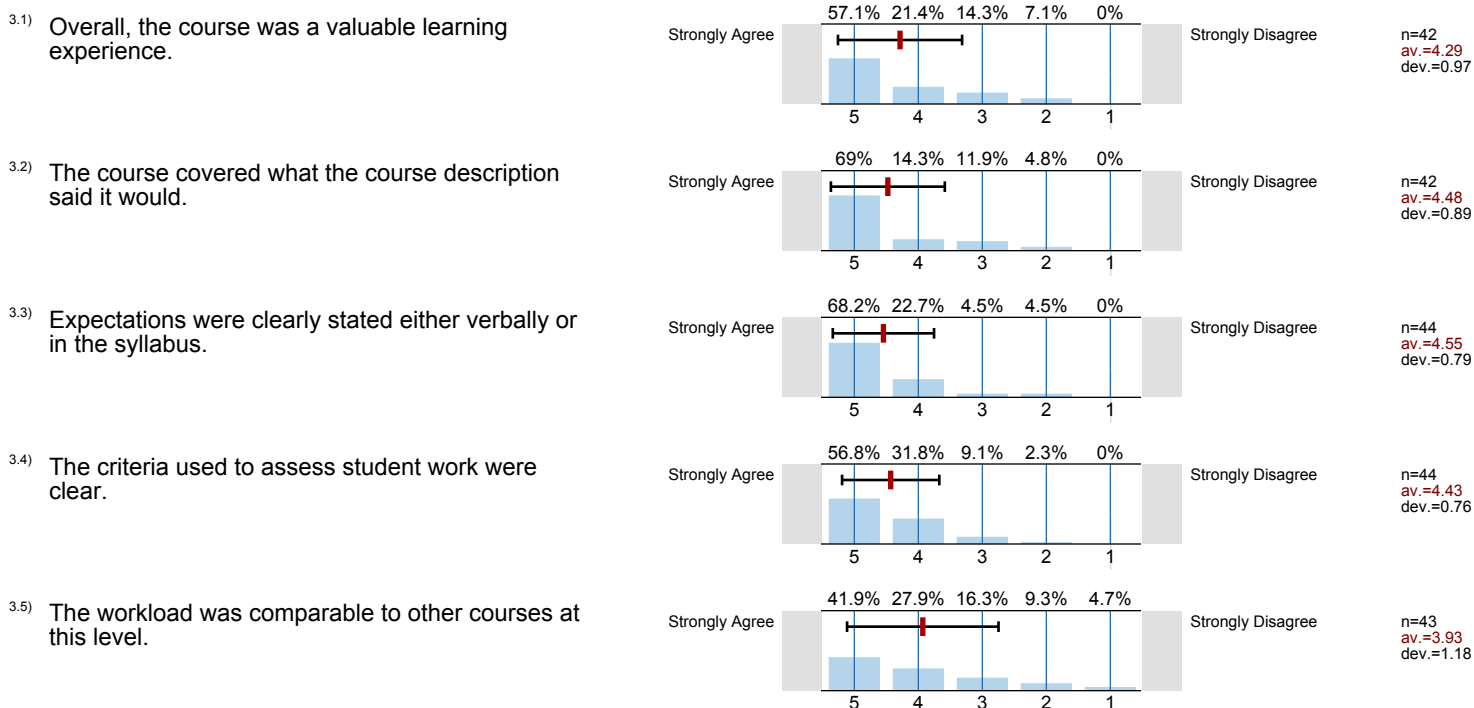 57.1% 21.4% 14.3% 7.1% 0%
3.1) Overall, the course was a valuable learning
experience.
Strongly Agree
Strongly Disagree
n=42
av.=4.29
dev.=0.97
5 4 3 2 1
69% 14.3% 11.9% 4.8% 0%
3.2) The course covered what the course description
said it would.
Strongly Agree
Strongly Disagree
n=42
av.=4.48
dev.=0.89
5 4 3 2 1
68.2% 22.7% 4.5% 4.5% 0%
3.3) Expectations were clearly stated either verbally or
in the syllabus.
Strongly Agree
Strongly Disagree
n=44
av.=4.55
dev.=0.79
5 4 3 2 1
56.8% 31.8% 9.1% 2.3% 0%
3.4) The criteria used to assess student work were
clear.
Strongly Agree
Strongly Disagree
n=44
av.=4.43
dev.=0.76
5 4 3 2 1
41.9% 27.9% 16.3% 9.3% 4.7%
3.5) The workload was comparable to other courses at
this level.
Strongly Agree
Strongly Disagree
n=43
av.=3.93
dev.=1.18
5 4 3 2 1